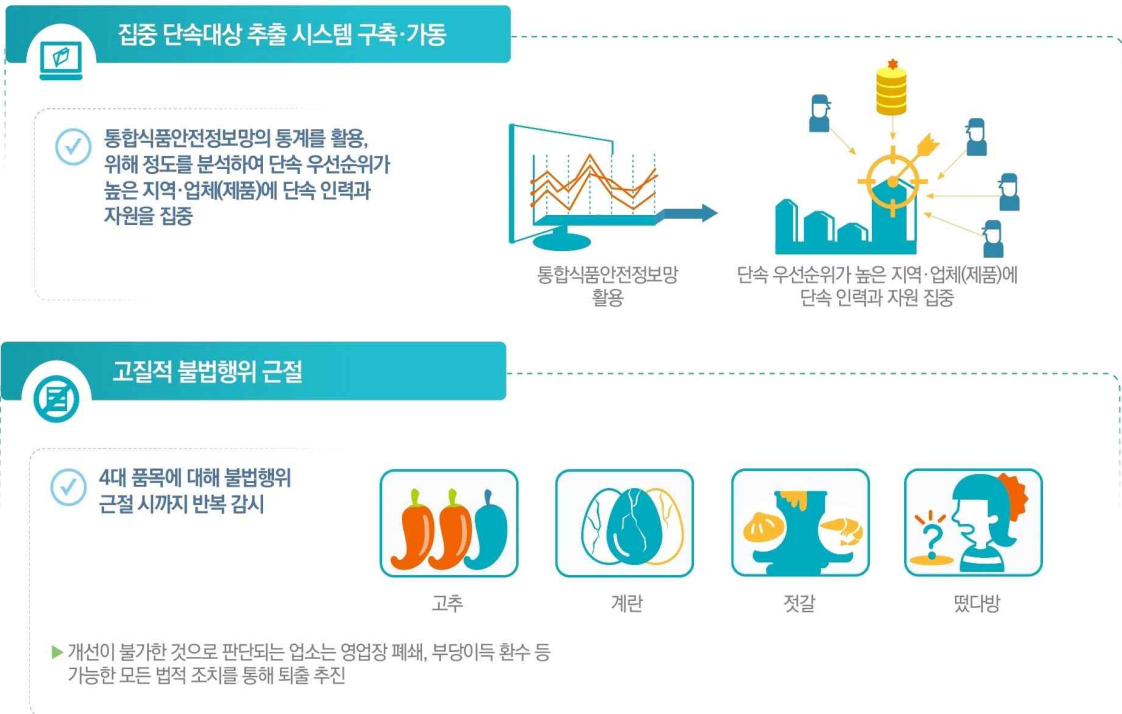 집중 단속대상 추출 시스템 구축·가동
통합식품안전정보망의 통계를 활용,
위해 정도를 분석하여 단속 우선순위가
높은 지역·업체(제품)에 단속 인력과
자원을 집중
통합식품안전정보망
활용
단속 우선순위가 높은 지역·업체(제품)에
단속 인력과 자원 집중
고질적 불법행위 근절
4대 품목에 대해 불법행위
근절 시까지 반복 감시
?
고추
계란
젓갈
떴다방
▶ 개선이 불가한 것으로 판단되는 업소는 영업장 폐쇄, 부당이득 환수 등
가능한 모든 법적 조치를 통해 퇴출 추진